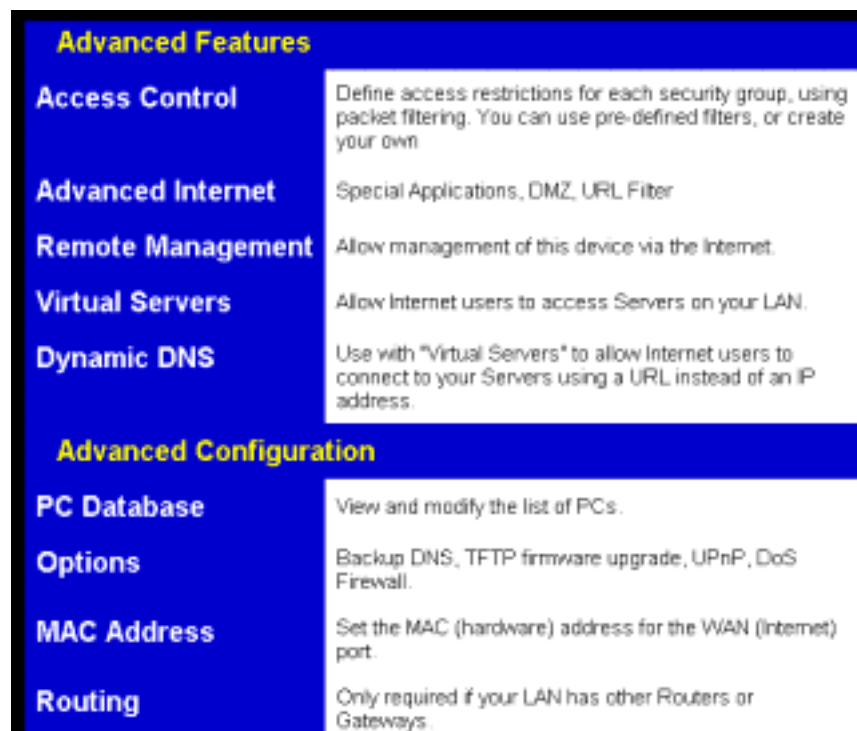 Advanced Features
Access Control
Define access restrictions for each security group, using
packet filtering. You can use pre-defined filters, or create
your own
Advanced Internet
Special Applications, DMZ, URL Filter
Remote Management
Allow management of this device via the Internet.
Virtual Servers
Allow Internet users to access Servers on your LAN.
Dynamic DNS
Use with "Virtual Servers" to allow Internet users to
connect to your Servers using a URL instead of an IP
address.
Advanced Configuration
PC Database
View and modify the list of PCs.
Options
Backup DNS, TFTP firmware upgrade, UPnP, DoS
Firewall.
MAC Address
Set the MAC (hardware) address for the WAN (Internet)
port.
Routing
Only required if your LAN has other Routers or
Gateways.